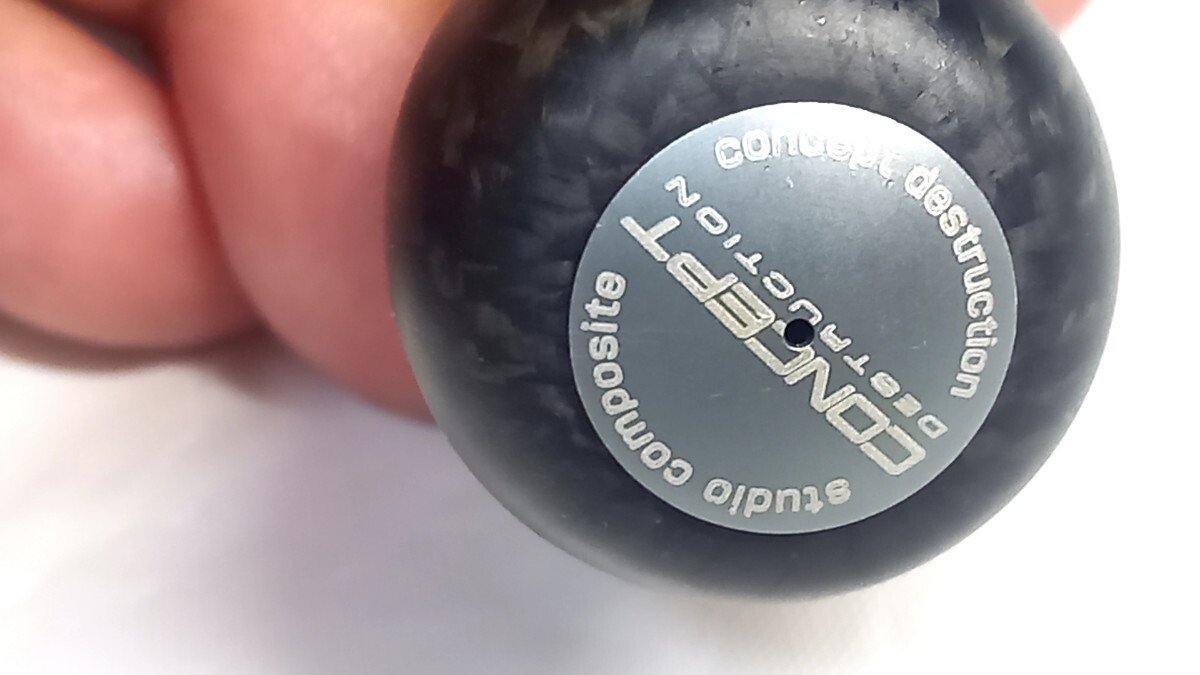 concept destruction
CONCEPT
DESTRUCTION
studio composite